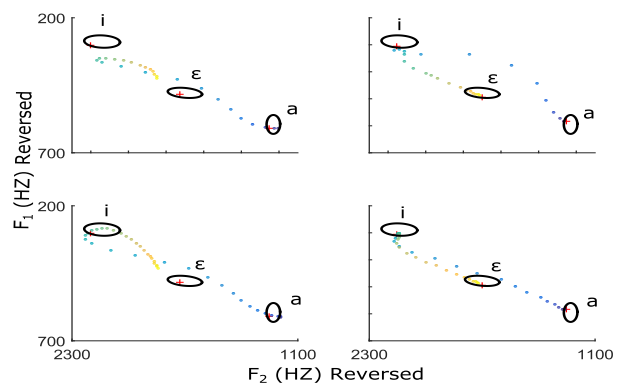 200
i
i
ε
ε
a
a
700
F₁ (HZ) Reversed
200
i
i
ε
ε
a
a
700
2300
1100
2300
1100
F₂ (HZ) Reversed